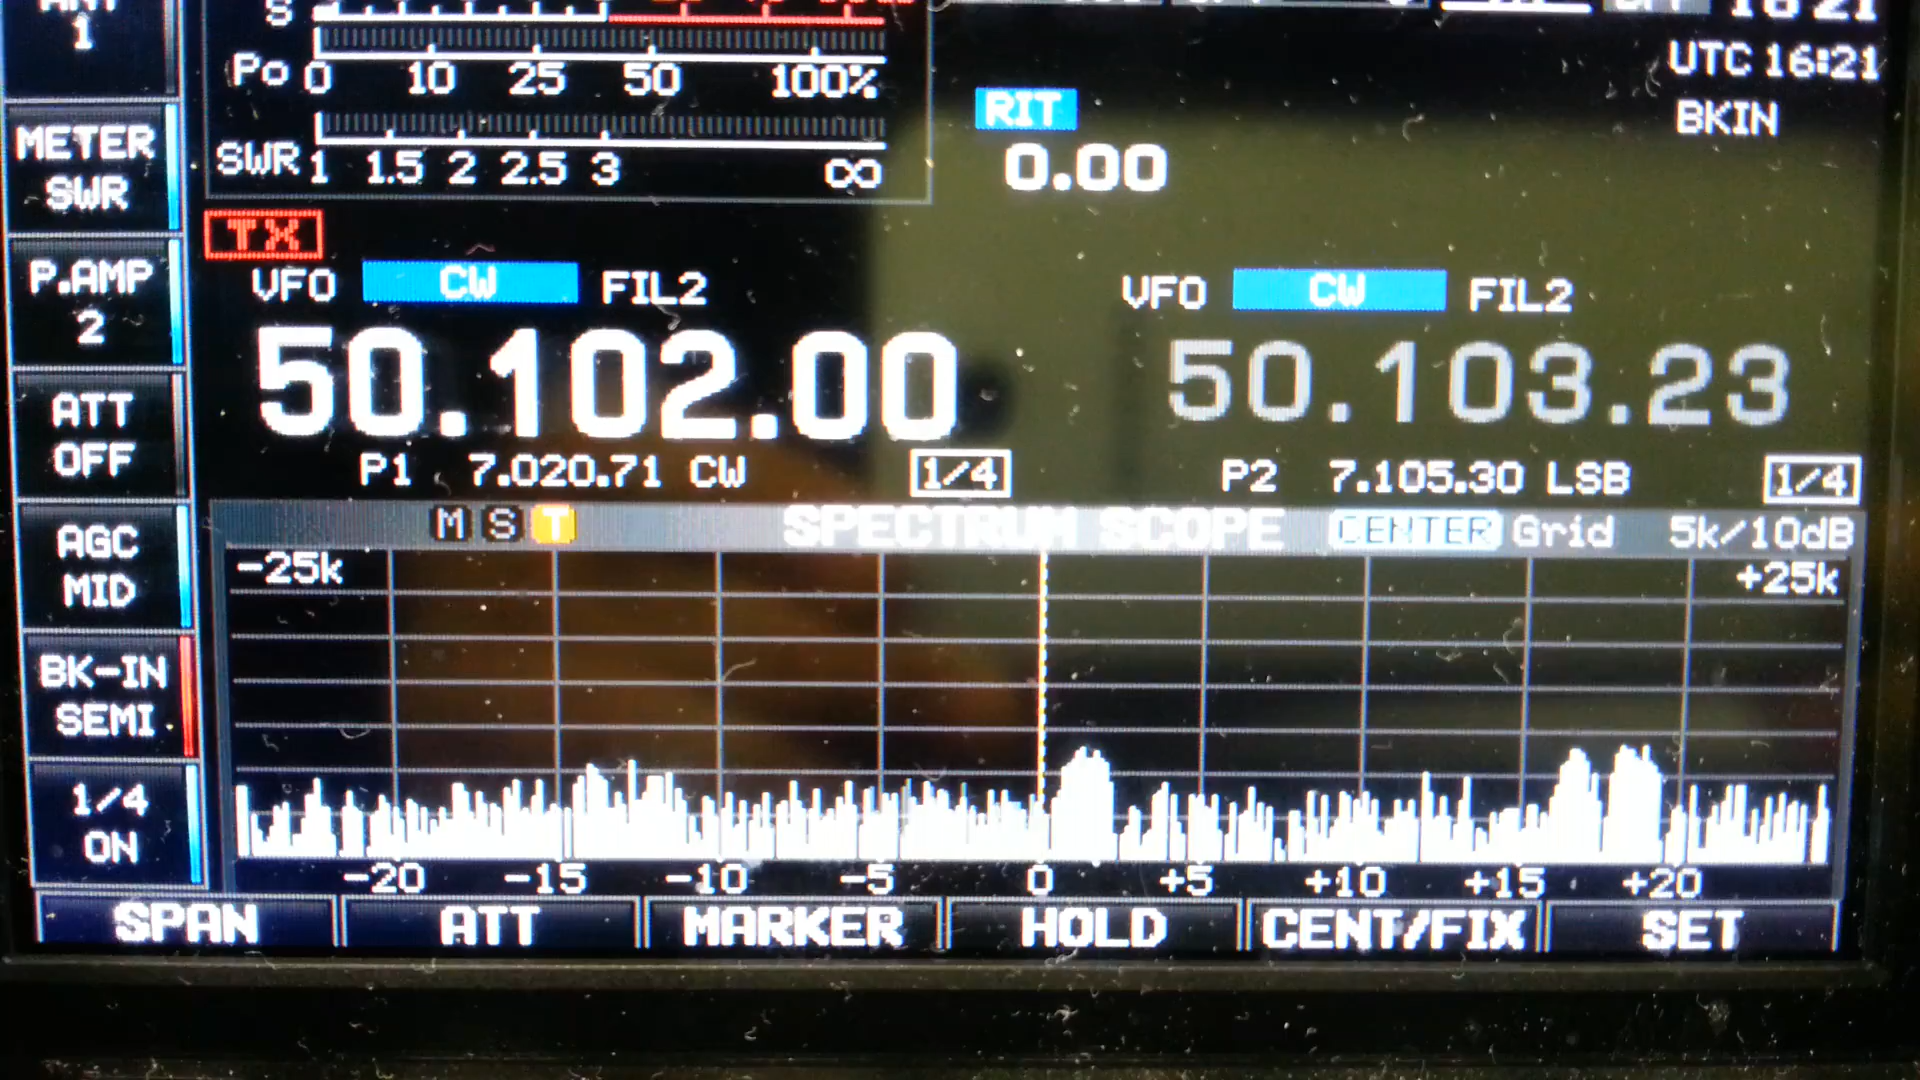 ANT
1
S
Po 0 10 25 50 100%
SWR 1 1.5 2 2.5 3 ∞
16:21
UTC 16:21
BKIN
RIT
0.00
METER
SWR
TX
P.AMP
2
VFO CW FIL2
50.102.00
P1 7.020.71 CW 1/4
VFO CW FIL2
50.103.23
P2 7.105.30 LSB 1/4
ATT
OFF
AGC
MID
BK-IN
SEMI
1/4
ON
M S T SPECTRUM SCOPE CENTER Grid 5k/10dB
-25k +25k
-20 -15 -10 -5 0 +5 +10 +15 +20
SPAN ATT MARKER HOLD CENT/FIX SET